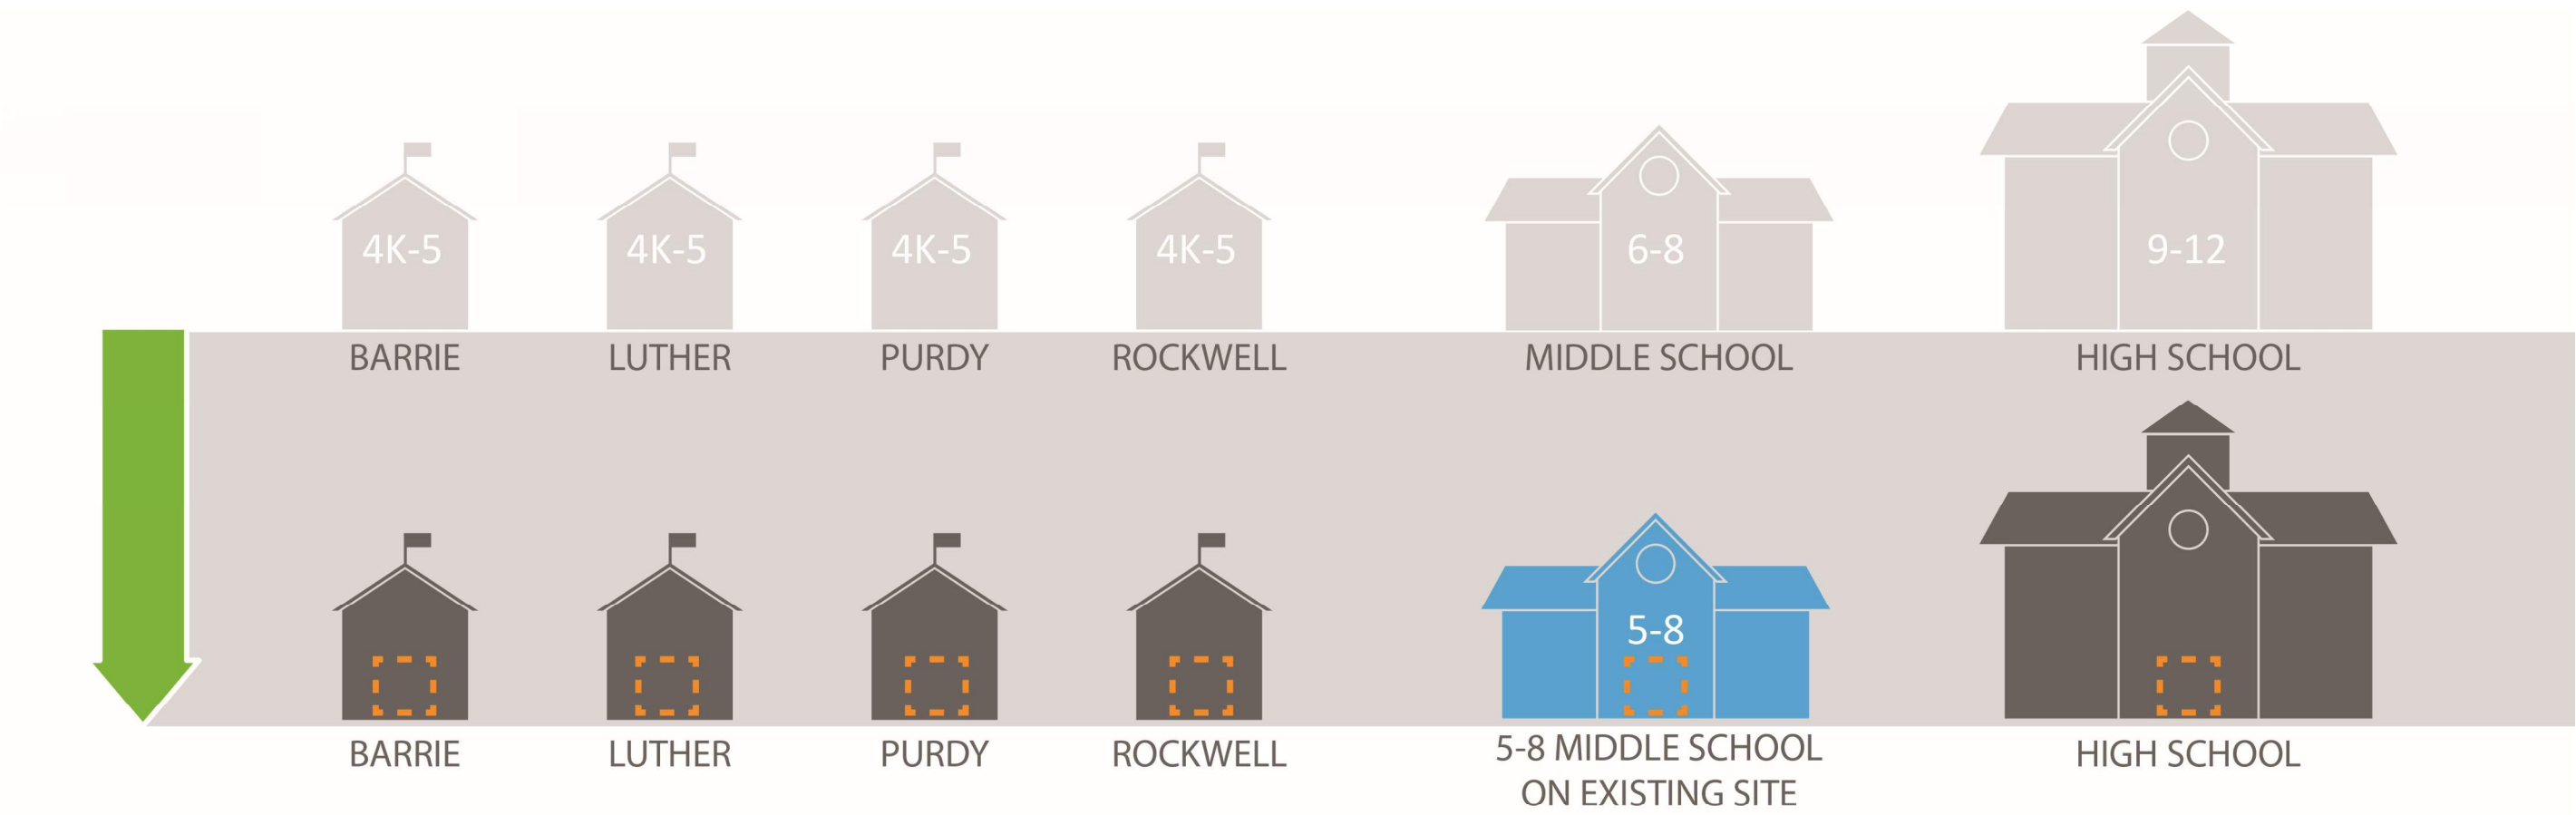 4K-5 4K-5 4K-5 4K-5 6-8 9-12
BARRIE LUTHER PURDY ROCKWELL MIDDLE SCHOOL HIGH SCHOOL
5-8
BARRIE LUTHER PURDY ROCKWELL 5-8 MIDDLE SCHOOL HIGH SCHOOL
ON EXISTING SITE